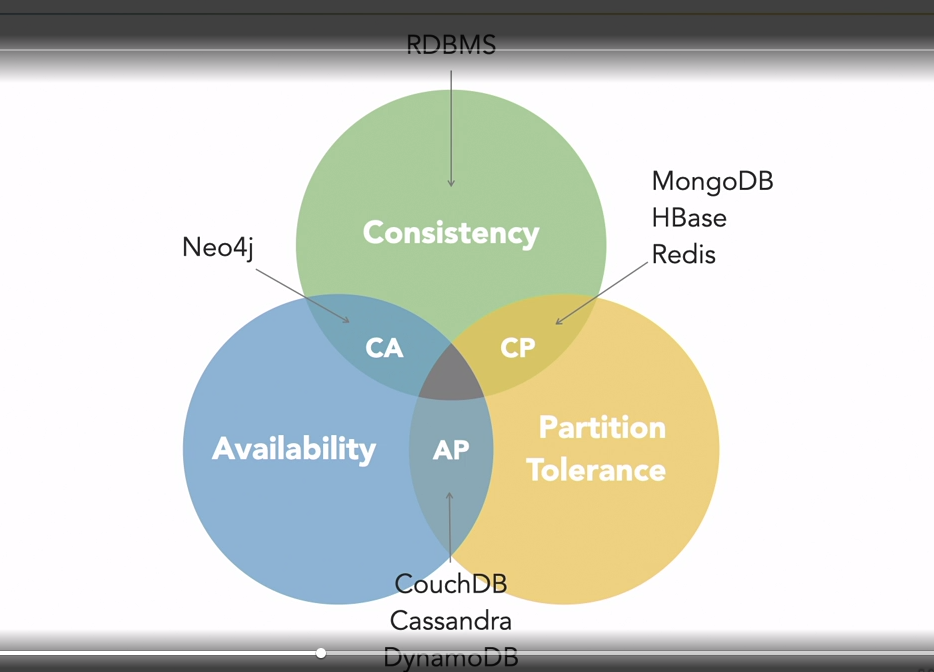 RDBMS
MongoDB
HBase
Redis
Neo4j
Consistency
CA
CP
Availability
AP
Partition
Tolerance
CouchDB
Cassandra
DynamoDB